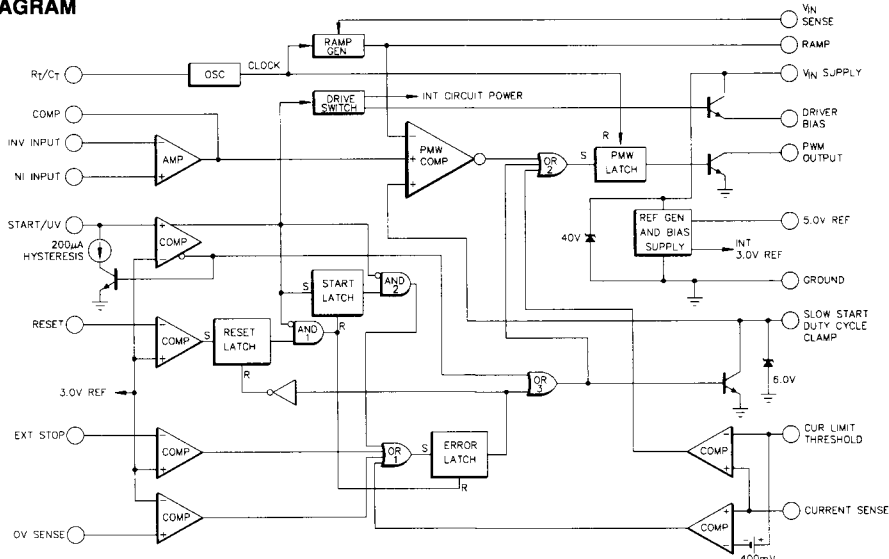 AGRAM
VIN SENSE
RAMP
VIN SUPPLY
DRIVER BIAS
PWM OUTPUT
5.0V REF
GROUND
SLOW START DUTY CYCLE CLAMP
CUR LIMIT THRESHOLD
CURRENT SENSE
RT/CT
COMP
INV INPUT
NI INPUT
START/UV
200µA HYSTERESIS
RESET
3.0V REF
EXT STOP
OV SENSE
OSC
CLOCK
RAMP GEN
DRIVE SWITCH
INT CIRCUIT POWER
- AMP +
- PMW COMP + +
OR 2
S
R
PMW LATCH
40V
REF GEN AND BIAS SUPPLY
INT 3.0V REF
+ COMP -
S START LATCH R
AND 2
- COMP +
S RESET LATCH R
AND 1
OR 3
6.0V
- COMP +
OR 1
S ERROR LATCH R
- COMP +
- COMP +
+ COMP -
- +
400mV